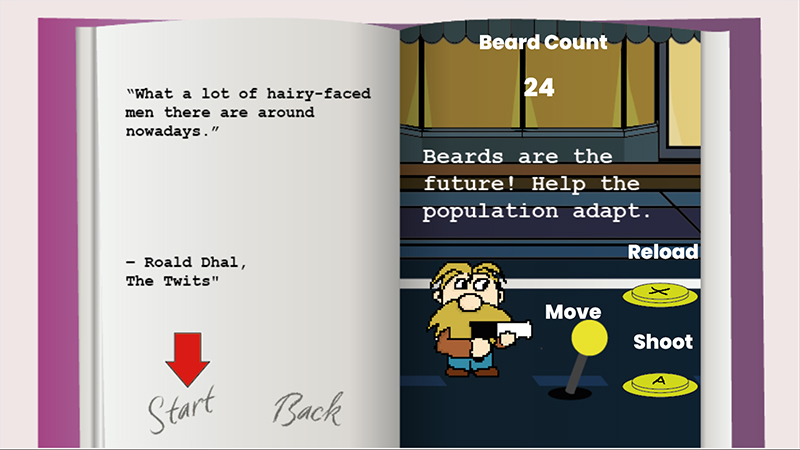 “What a lot of hairy-faced
men there are around
nowadays.”
— Roald Dhal,
The Twits"
Start
Back
Beard Count
24
Beards are the
future! Help the
population adapt.
Reload
X
Move
Shoot
A